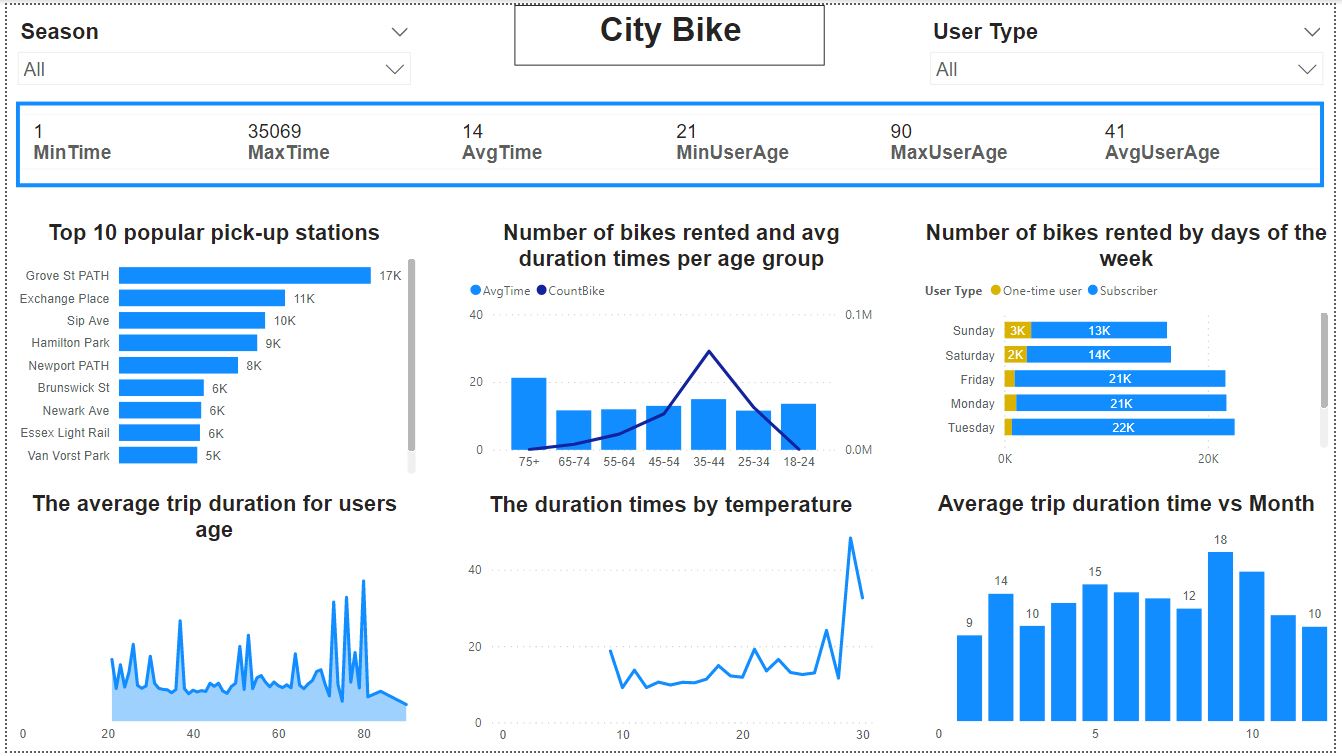 Season
All
City Bike
User Type
All
1
MinTime
35069
MaxTime
14
AvgTime
21
MinUserAge
90
MaxUserAge
41
AvgUserAge
Top 10 popular pick-up stations
Grove St PATH 17K
Exchange Place 11K
Sip Ave 10K
Hamilton Park 9K
Newport PATH 8K
Brunswick St 6K
Newark Ave 6K
Essex Light Rail 6K
Van Vorst Park 5K
Number of bikes rented and avg
duration times per age group
AvgTime CountBike
40 0.1M
20
0 0.0M
75+ 65-74 55-64 45-54 35-44 25-34 18-24
Number of bikes rented by days of the
week
User Type One-time user Subscriber
Sunday 3K 13K
Saturday 2K 14K
Friday 21K
Monday 21K
Tuesday 22K
0K 20K
The average trip duration for users
age
0 20 40 60 80
The duration times by temperature
40
20
0
0 10 20 30
Average trip duration time vs Month
9 14 10 15 12 18 10
0 5 10